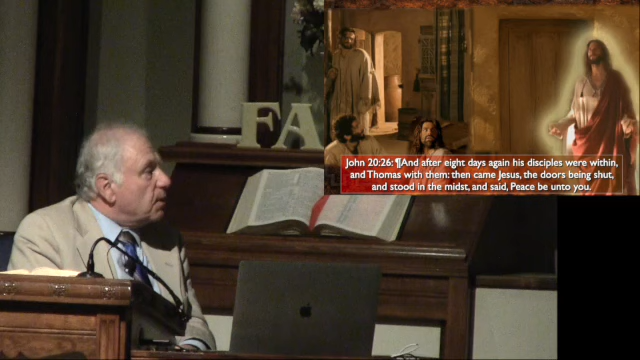 FA
John 20:26: ¶And after eight days again his disciples were within,
and Thomas with them: then came Jesus, the doors being shut,
and stood in the midst, and said, Peace be unto you.